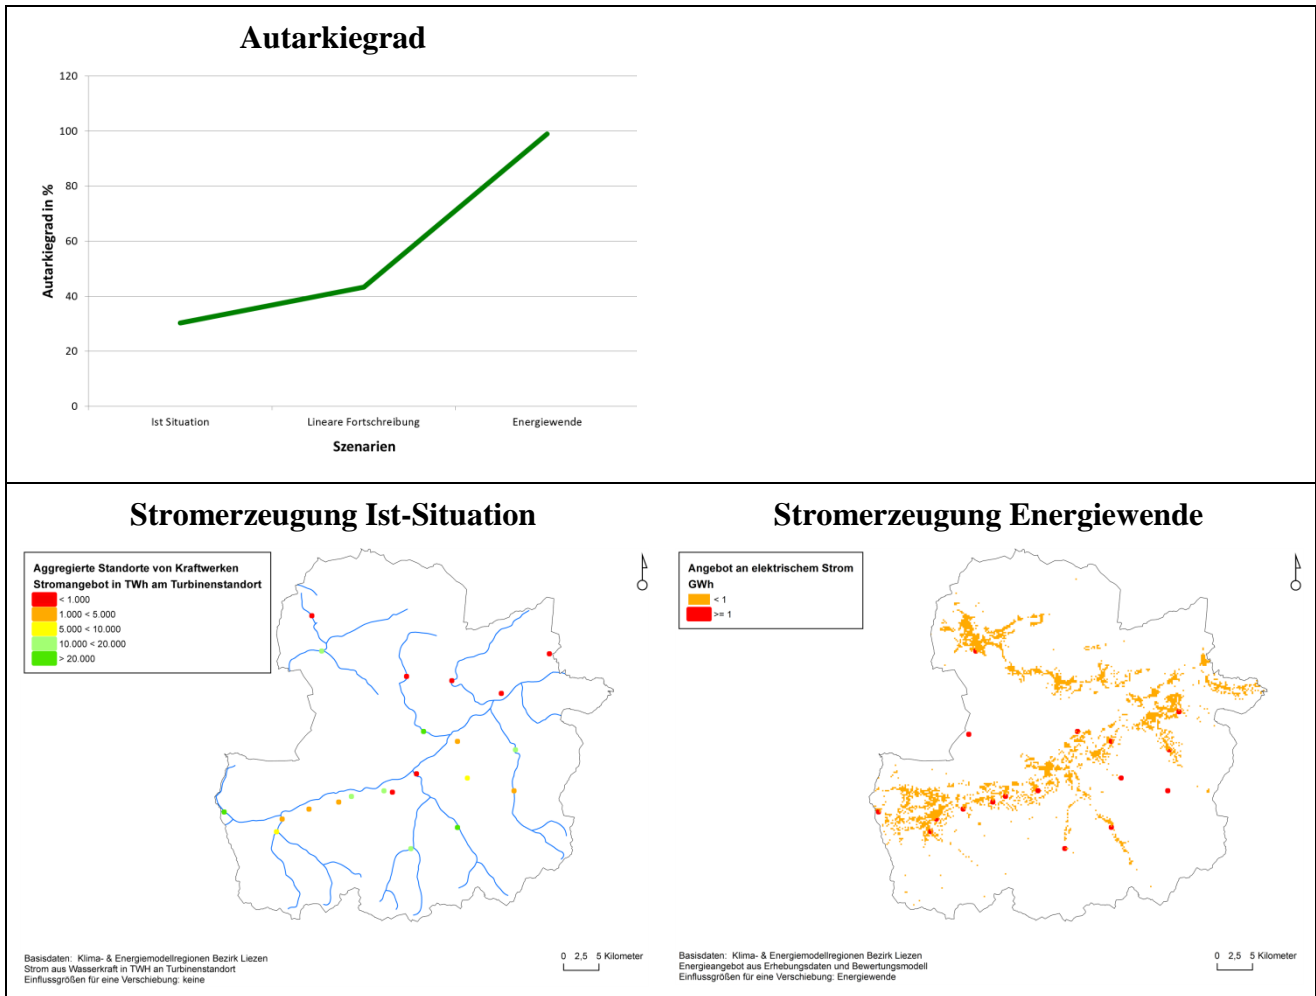 Autarkiegrad
120
100
80
60
40
20
0
Autarkiegrad in %
Ist Situation
Lineare Fortschreibung
Energiewende
Szenarien
Stromerzeugung Ist-Situation
Aggregierte Standorte von Kraftwerken
Stromangebot in TWh am Turbinenstandort
< 1.000
1.000 < 5.000
5.000 < 10.000
10.000 < 20.000
> 20.000
Basisdaten: Klima- & Energiemodellregionen Bezirk Liezen
Strom aus Wasserkraft in TWH an Turbinenstandort
Einflussgrößen für eine Verschiebung: keine
0 2,5 5 Kilometer
Stromerzeugung Energiewende
Angebot an elektrischem Strom
GWh
< 1
>= 1
Basisdaten: Klima- & Energiemodellregionen Bezirk Liezen
Energieangebot aus Erhebungsdaten und Bewertungsmodell
Einflussgrößen für eine Verschiebung: Energiewende
0 2,5 5 Kilometer